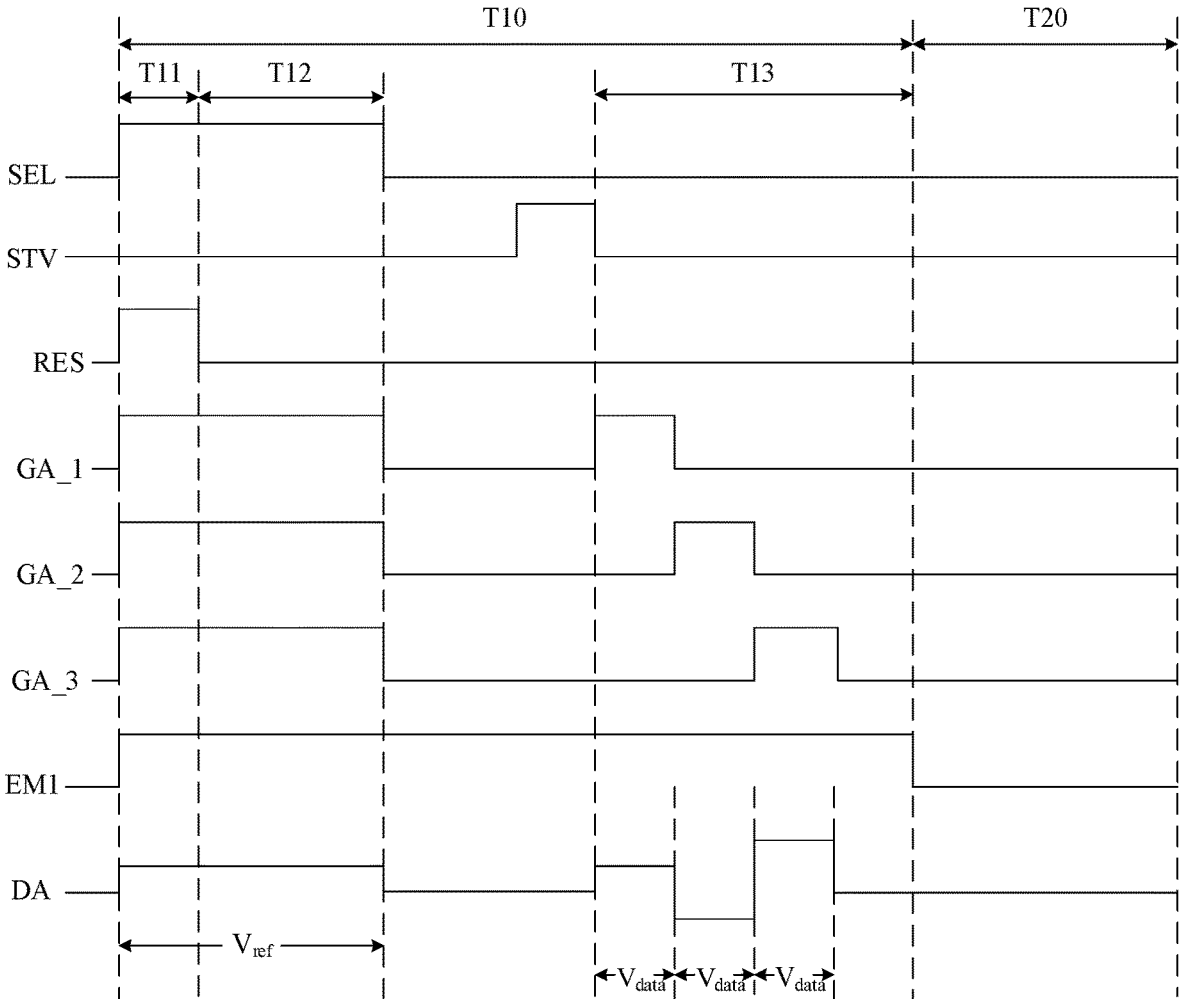 T10 T20
T11 T12 T13
SEL
STV
RES
GA_1
GA_2
GA_3
EM1
DA
Vref
Vdata Vdata Vdata